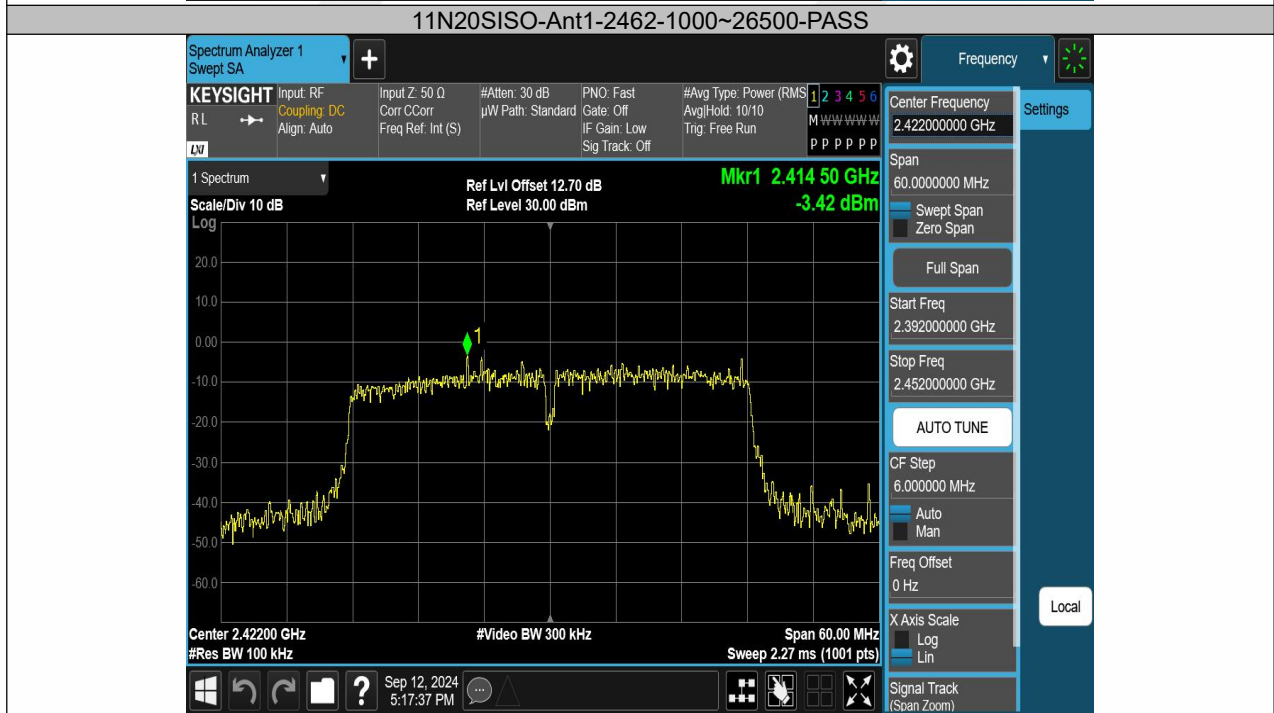 11N20SISO-Ant1-2462-1000~26500-PASS
Spectrum Analyzer 1
Swept SA
+
Frequency
KEYSIGHT
RL
LXI
Input: RF
Coupling: DC
Align: Auto
Input Z: 50 Ω
Corr CCorr
Freq Ref: Int (S)
#Atten: 30 dB
µW Path: Standard
PNO: Fast
Gate: Off
IF Gain: Low
Sig Track: Off
#Avg Type: Power (RMS
Avg|Hold: 10/10
Trig: Free Run
1 2 3 4 5 6
M W W W W W
P P P P P P
1 Spectrum
Scale/Div 10 dB
Ref Lvl Offset 12.70 dB
Ref Level 30.00 dBm
Mkr1 2.414 50 GHz
-3.42 dBm
Log
20.0
10.0
0.00
-10.0
-20.0
-30.0
-40.0
-50.0
-60.0
1
Center 2.42200 GHz
#Res BW 100 kHz
#Video BW 300 kHz
Span 60.00 MHz
Sweep 2.27 ms (1001 pts)
Center Frequency
2.422000000 GHz
Span
60.0000000 MHz
Swept Span
Zero Span
Full Span
Start Freq
2.392000000 GHz
Stop Freq
2.452000000 GHz
AUTO TUNE
CF Step
6.000000 MHz
Auto
Man
Freq Offset
0 Hz
X Axis Scale
Log
Lin
Signal Track
(Span Zoom)
Settings
Local
?
Sep 12, 2024
5:17:37 PM